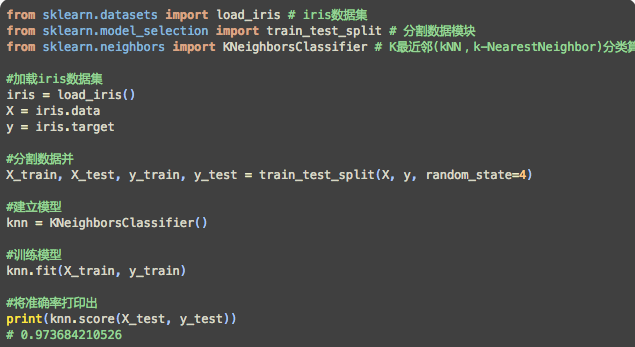 from sklearn.datasets import load_iris # iris数据集
from sklearn.model_selection import train_test_split # 分割数据模块
from sklearn.neighbors import KNeighborsClassifier # K最近邻(kNN，k-NearestNeighbor)分类
#加载iris数据集
iris = load_iris()
X = iris.data
y = iris.target
#分割数据并
X_train, X_test, y_train, y_test = train_test_split(X, y, random_state=4)
#建立模型
knn = KNeighborsClassifier()
#训练模型
knn.fit(X_train, y_train)
#将准确率打印出
print(knn.score(X_test, y_test))
# 0.973684210526